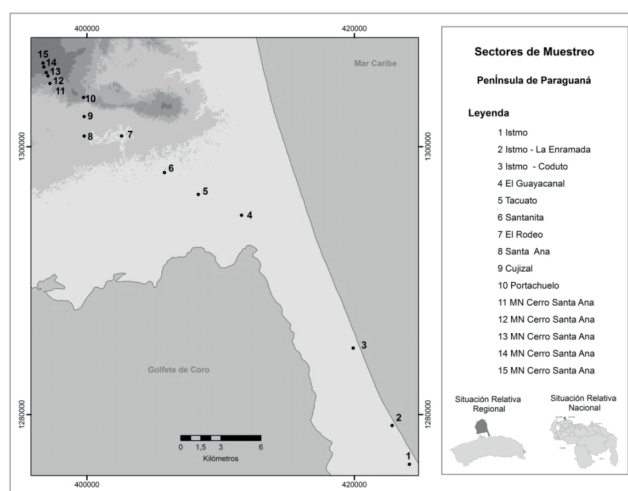 400000
420000
Mar Caribe
15
14
13
12
11
10
9
8
7
6
5
4
3
2
1
1300000
1300000
1280000
1280000
Golfete de Coro
0 1,5 3 6
Kilómetros
400000
420000
Sectores de Muestreo
Península de Paraguaná
Leyenda
1 Istmo
2 Istmo - La Enramada
3 Istmo - Coduto
4 El Guayacanal
5 Tacuato
6 Santanita
7 El Rodeo
8 Santa Ana
9 Cujizal
10 Portachuelo
11 MN Cerro Santa Ana
12 MN Cerro Santa Ana
13 MN Cerro Santa Ana
14 MN Cerro Santa Ana
15 MN Cerro Santa Ana
Situación Relativa
Regional
Situación Relativa
Nacional